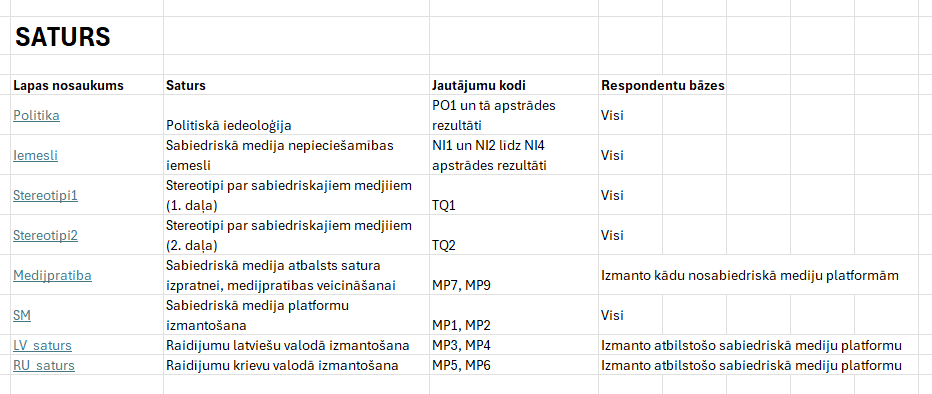 SATURS
Lapas nosaukums Saturs Jautājumu kodi Respondentu bāzes
Politika Politiskā iedeoloģija PO1 un tā apstrādes Visi
rezultāti
Iemesli Sabiedriskā medija nepieciešamības NI1 un NI2 līdz NI4 Visi
iemesli apstrādes rezultāti
Stereotipi1 Stereotipi par sabiedriskajiem medjiiem TQ1 Visi
(1. daļa)
Stereotipi2 Stereotipi par sabiedriskajiem medjiiem TQ2 Visi
(2. daļa)
Medijpratiba Sabiedriskā medija atbalsts satura MP7, MP9 Izmanto kādu nosabiedriskā mediju platformām
izpratnei, medijpratības veicināšanai
SM Sabiedriskā medija platformu MP1, MP2 Visi
izmantošana
LV_saturs Raidījumu latviešu valodā izmantošana MP3, MP4 Izmanto atbilstošo sabiedriskā mediju platformu
RU_saturs Raidījumu krievu valodā izmantošana MP5, MP6 Izmanto atbilstošo sabiedriskā mediju platformu